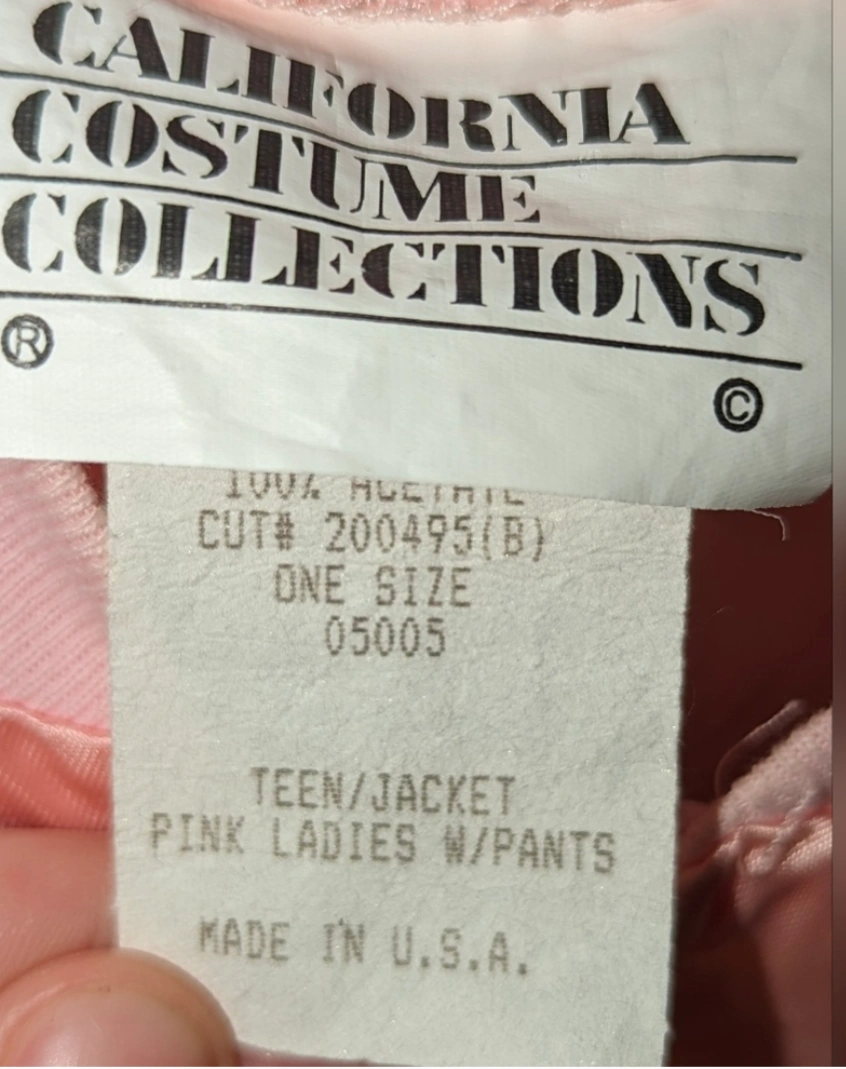 CALIFORNIA
COSTUME
COLLECTIONS
®
©
100% ACETATE
CUT# 200495(B)
ONE SIZE
05005
TEEN/JACKET
PINK LADIES W/PANTS
MADE IN U.S.A.